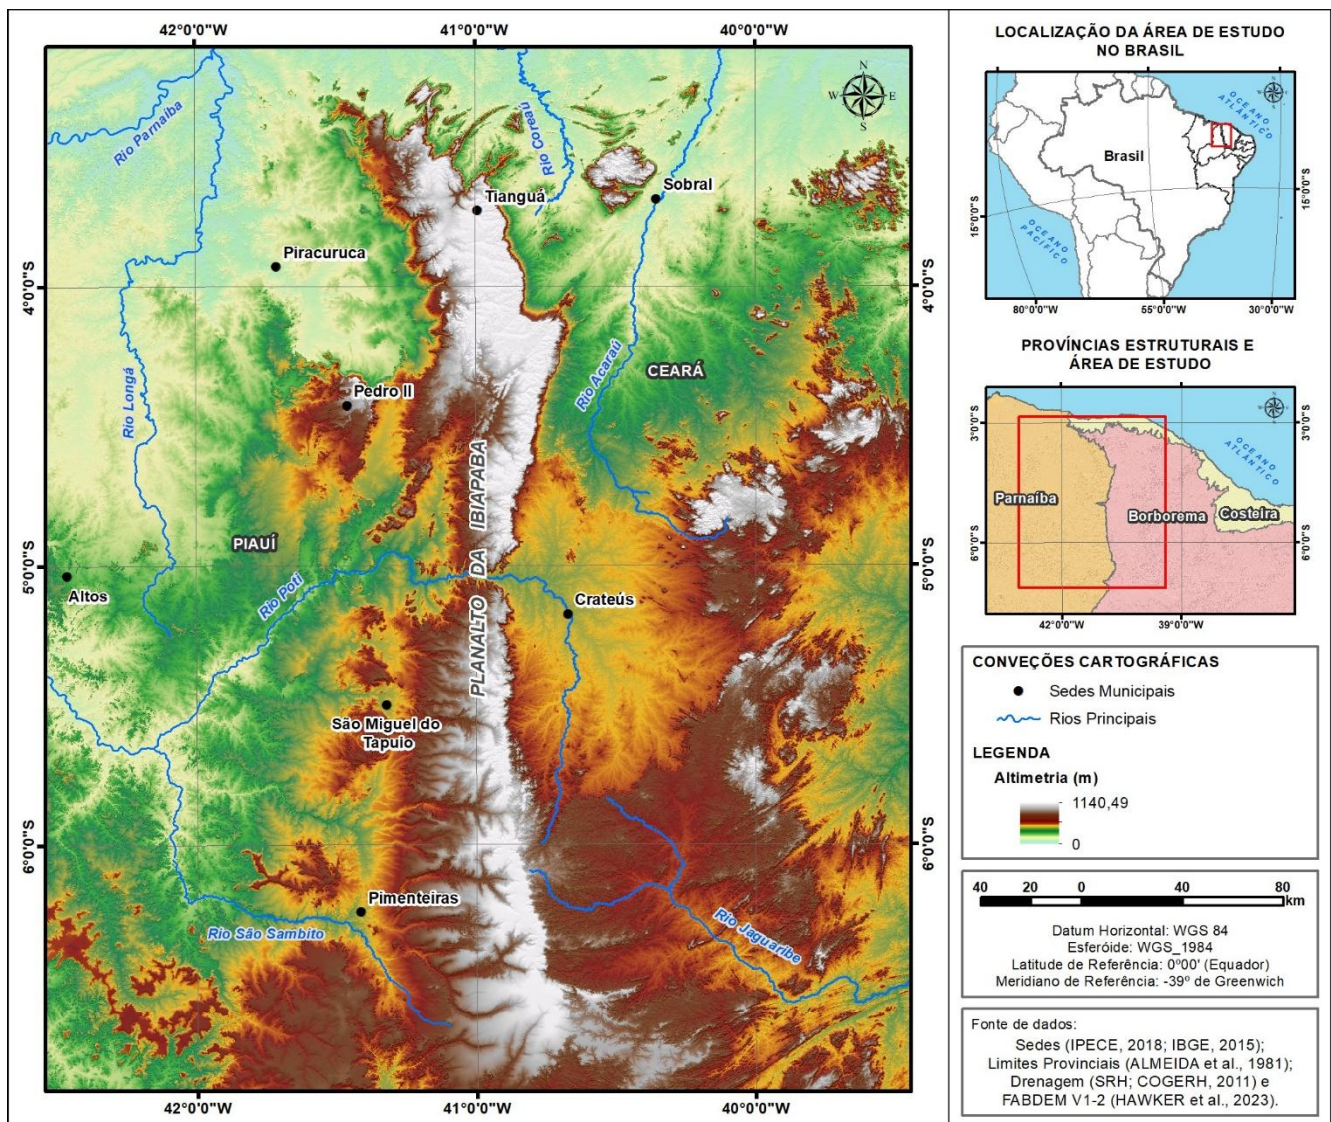 42°0'0"W
41°0'0"W
40°0'0"W
N
W
E
S
Rio Parnaíba
Rio Coreaú
Tianguá
Sobral
Piracuruca
4°0'0"S
4°0'0"S
CEARÁ
Rio Acaraú
Pedro II
Rio Longá
PLANALTO DA IBIAPABA
PIAUÍ
5°0'0"S
5°0'0"S
Altos
Rio Poti
Crateús
São Miguel do
Tapuio
6°0'0"S
6°0'0"S
Pimenteiras
Rio São Sambito
Rio Jaguaribe
42°0'0"W
41°0'0"W
40°0'0"W
LOCALIZAÇÃO DA ÁREA DE ESTUDO
NO BRASIL
OCEANO
ATLÂNTICO
Brasil
15°0'0"S
15°0'0"S
OCEANO
PACÍFICO
80°0'0"W
55°0'0"W
30°0'0"W
PROVÍNCIAS ESTRUTURAIS E
ÁREA DE ESTUDO
3°0'0"S
3°0'0"S
OCEANO
ATLÂNTICO
Parnaíba
Borborema
Costeira
6°0'0"S
6°0'0"S
42°0'0"W
39°0'0"W
CONVEÇÕES CARTOGRÁFICAS
Sedes Municipais
Rios Principais
LEGENDA
Altimetria (m)
1140,49
0
40 20 0 40 80
km
Datum Horizontal: WGS 84
Esferóide: WGS_1984
Latitude de Referência: 0º00' (Equador)
Meridiano de Referência: -39º de Greenwich
Fonte de dados:
Sedes (IPECE, 2018; IBGE, 2015);
Limites Provinciais (ALMEIDA et al., 1981);
Drenagem (SRH; COGERH, 2011) e
FABDEM V1-2 (HAWKER et al., 2023).